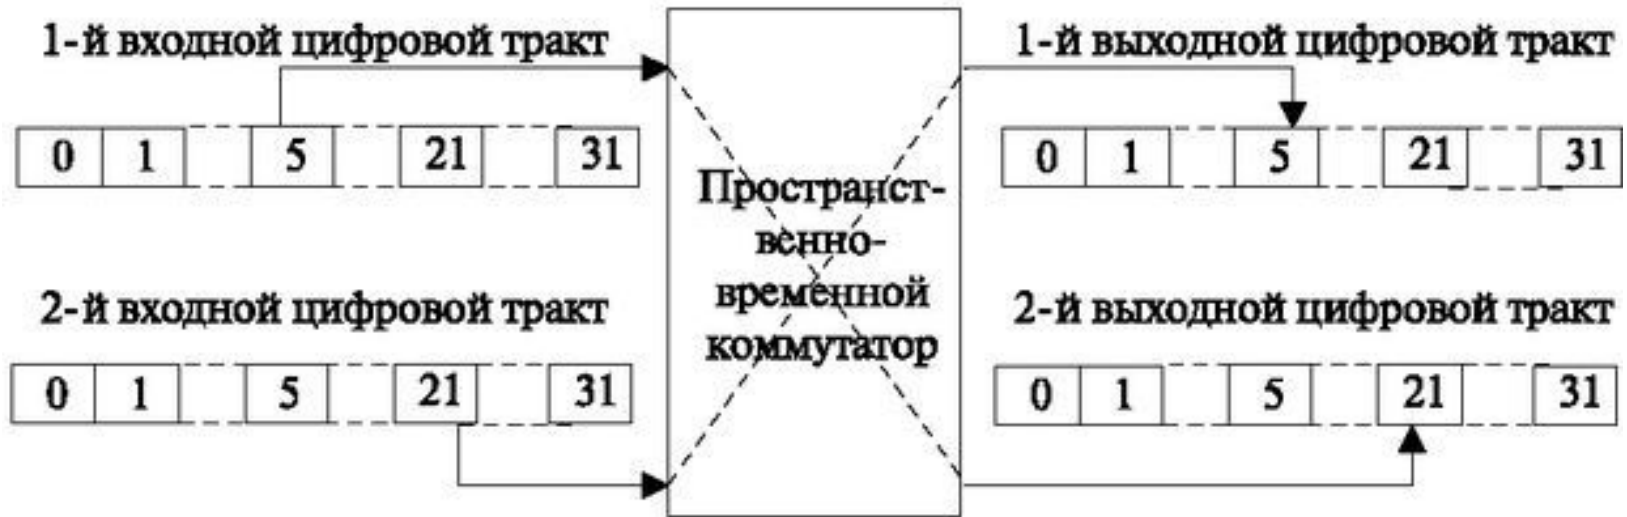 1-й входной цифровой тракт
0 1 5 21 31
2-й входной цифровой тракт
0 1 5 21 31
Пространст-
венно-
временной
коммутатор
1-й выходной цифровой тракт
0 1 5 21 31
2-й выходной цифровой тракт
0 1 5 21 31